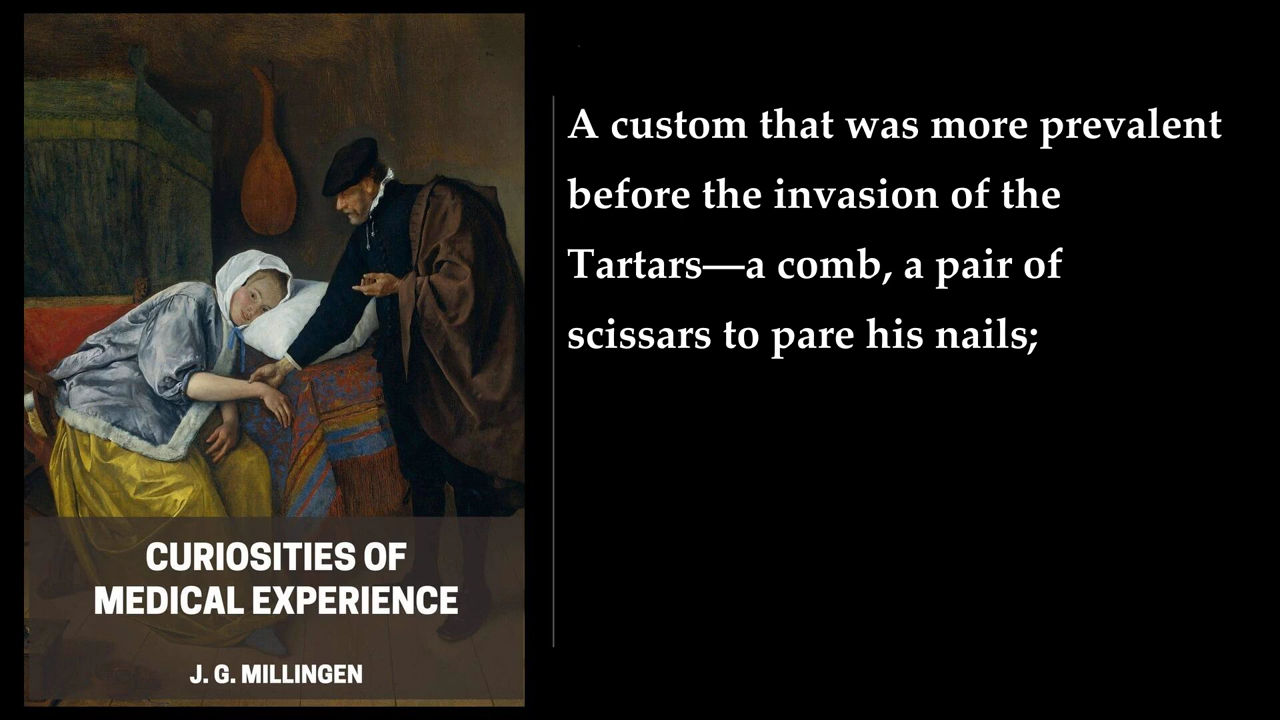 A custom that was more prevalent
before the invasion of the
Tartars—a comb, a pair of
scissars to pare his nails;
CURIOSITIES OF
MEDICAL EXPERIENCE
J. G. MILLINGEN